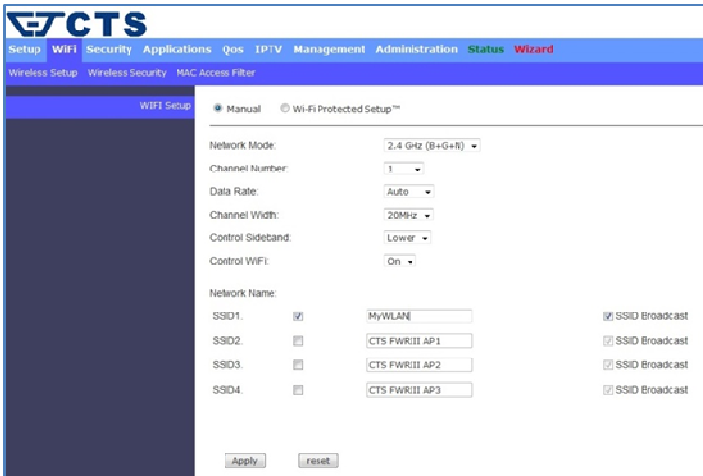 CTS
Setup WiFi Security Applications Qos IPTV Management Administration Status Wizard
Wireless Setup Wireless Security MAC Access Filter
WIFI Setup
Manual Wi-Fi Protected Setup™
Network Mode: 2.4 GHz (B+G+N)
Channel Number: 1
Data Rate: Auto
Channel Width: 20MHz
Control Sideband: Lower
Control WiFi: On
Network Name:
SSID1. MyWLAN SSID Broadcast
SSID2. CTS FWRIII AP1 SSID Broadcast
SSID3. CTS FWRIII AP2 SSID Broadcast
SSID4. CTS FWRIII AP3 SSID Broadcast
Apply reset